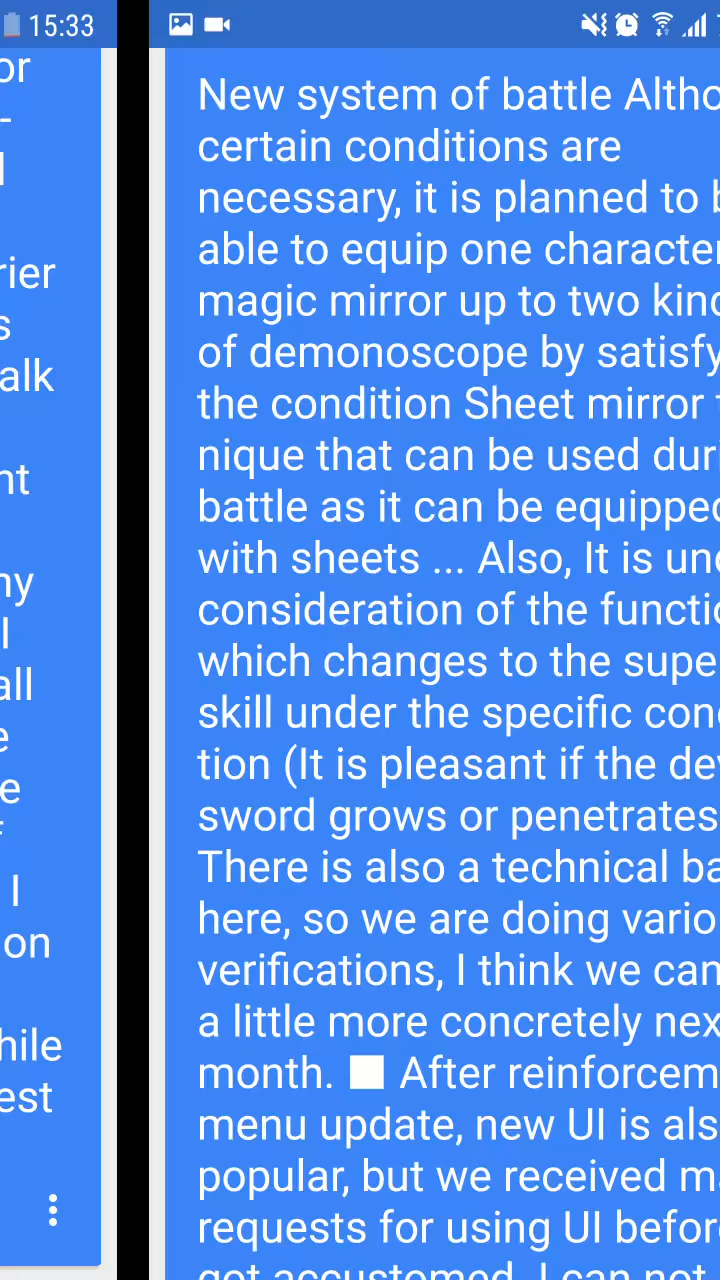 15:33
or
-
rier
s
alk
nt
ny
all
e
e
I
on
hile
est
New system of battle Altho
certain conditions are
necessary, it is planned to b
able to equip one character
magic mirror up to two kind
of demonoscope by satisfy
the condition Sheet mirror t
nique that can be used duri
battle as it can be equipped
with sheets ... Also, It is und
consideration of the functio
which changes to the supe
skill under the specific con
tion (It is pleasant if the dev
sword grows or penetrates
There is also a technical ba
here, so we are doing vario
verifications, I think we can
a little more concretely nex
month. ■ After reinforcem
menu update, new UI is als
popular, but we received m
requests for using UI befor
get accustomed. I can not